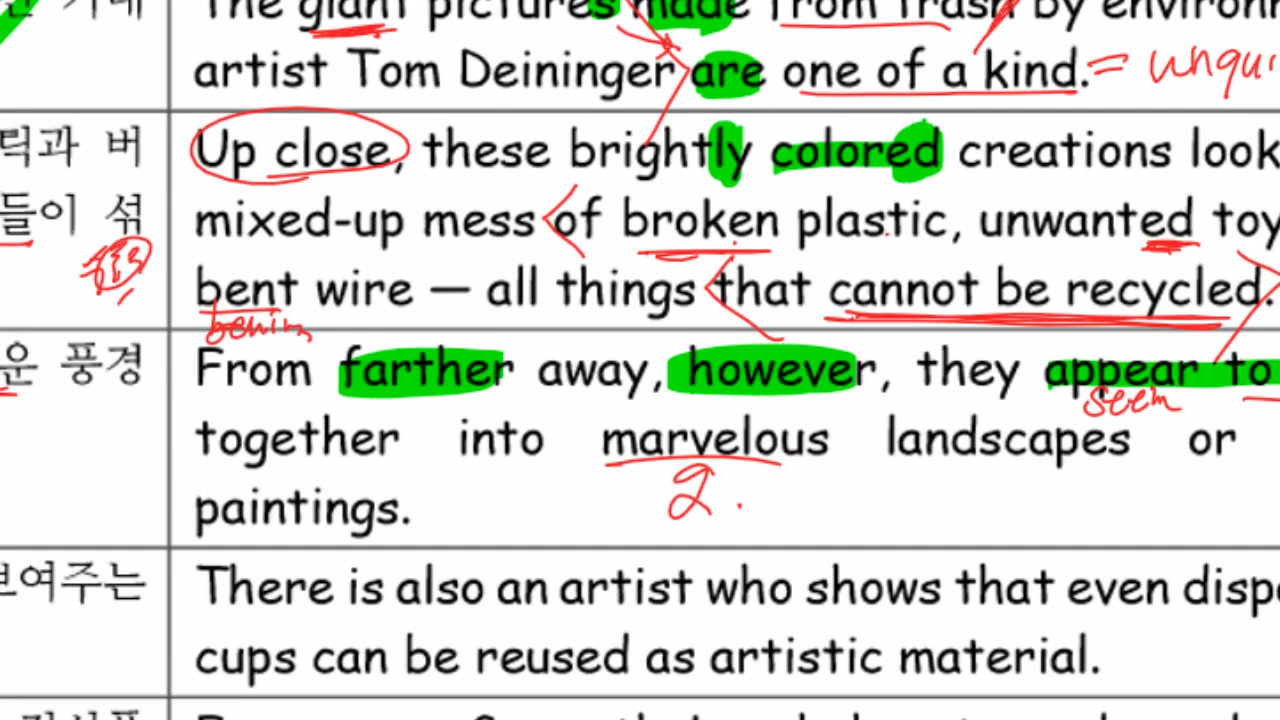 The giant pictures made from trash by environ
artist Tom Deininger are one of a kind. = unqui
틱과 버
Up close, these brightly colored creations look
들이 섞
mixed-up mess of broken plastic, unwanted toy
bent wire — all things that cannot be recycled.
운 풍경
From farther away, however, they appear to
seem
together into marvelous landscapes or
paintings.
보여주는
There is also an artist who shows that even dispo
cups can be reused as artistic material.